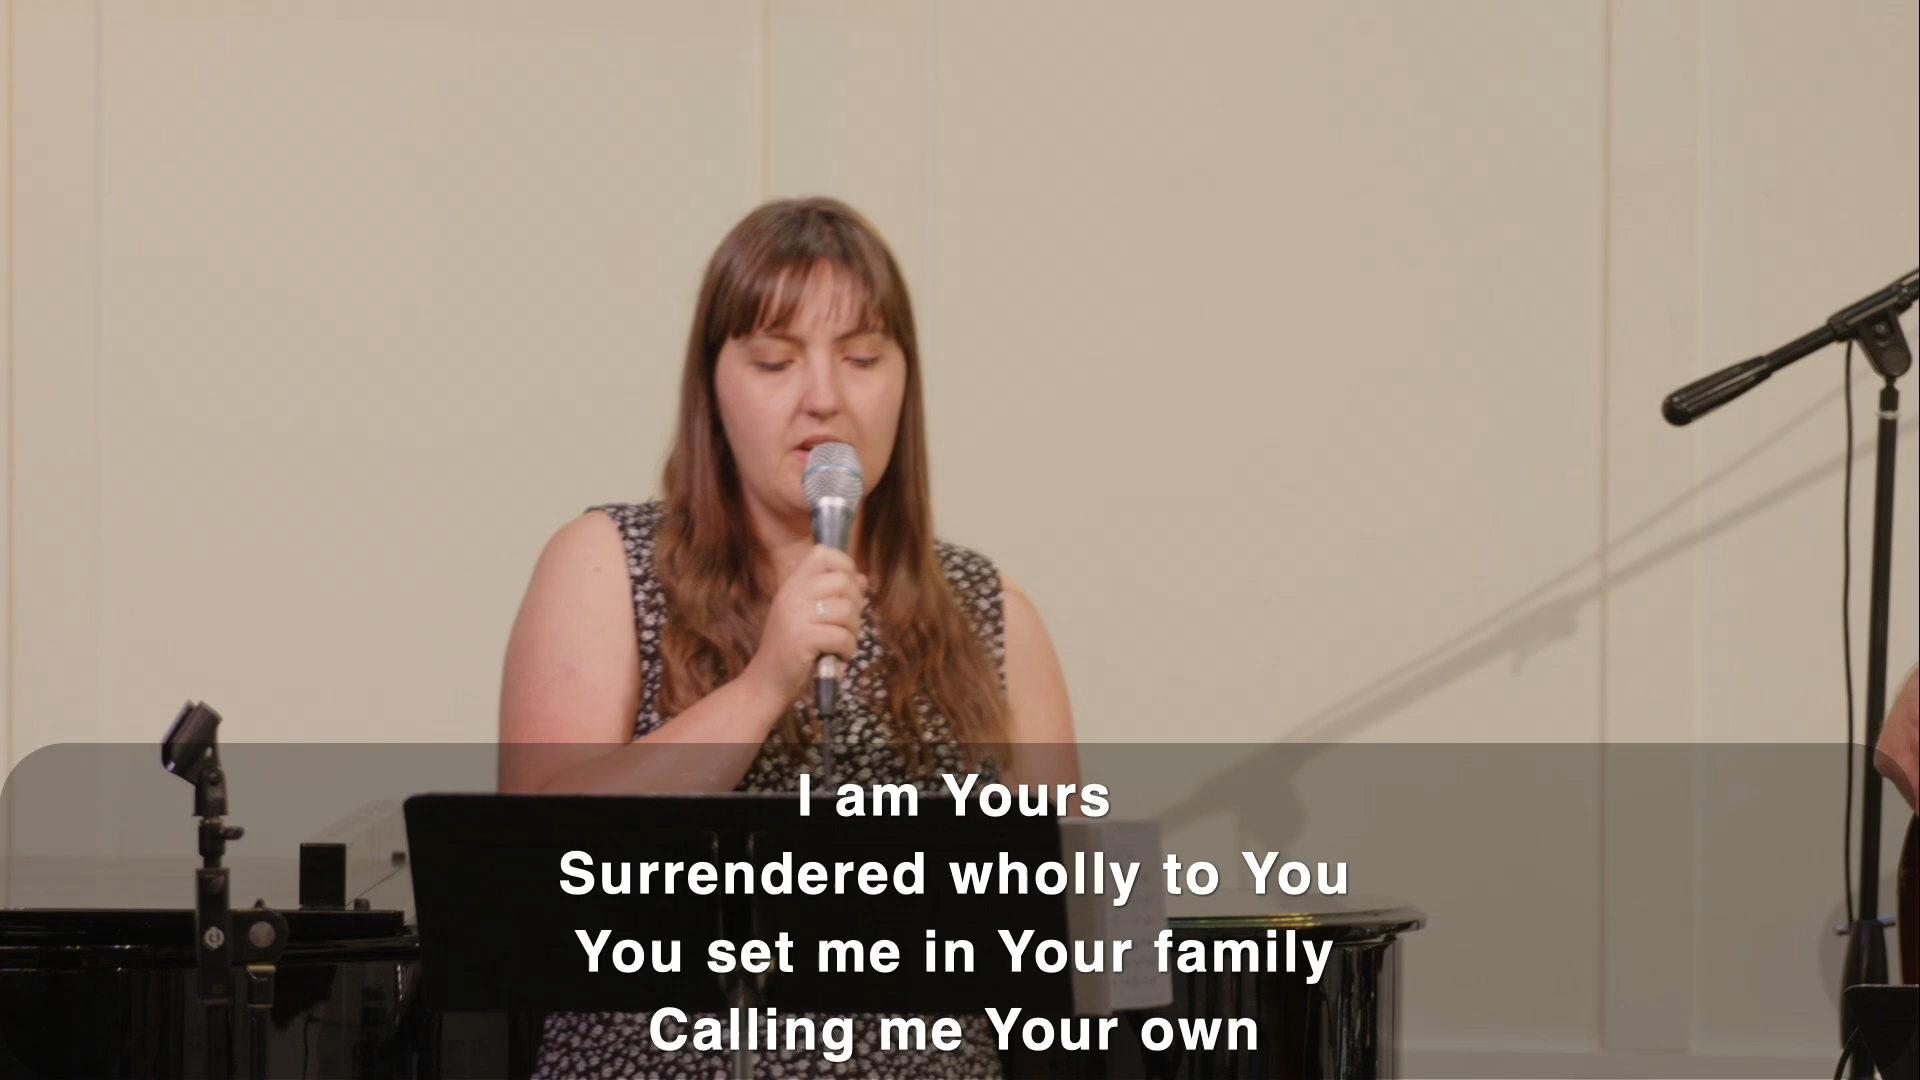 I am Yours
Surrendered wholly to You
You set me in Your family
Calling me Your own